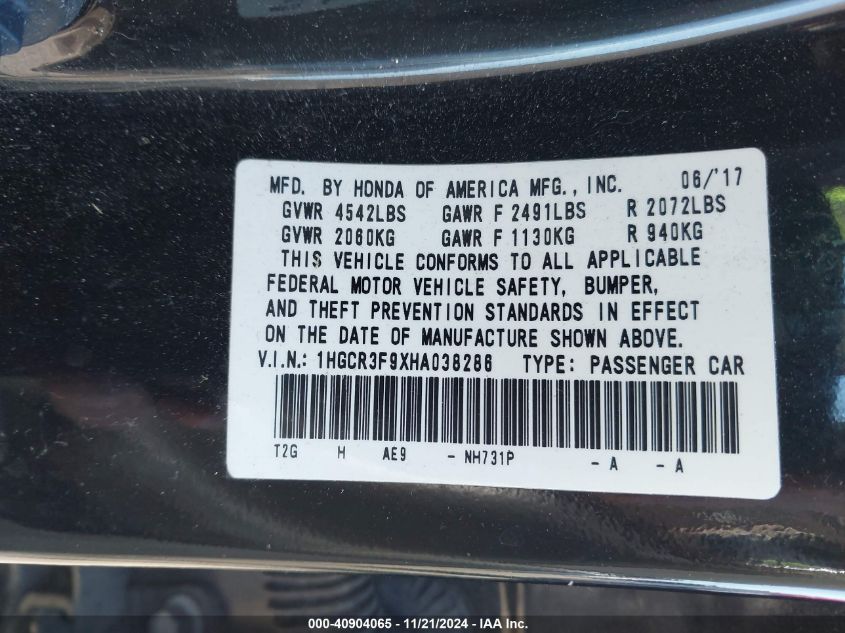 MFD. BY HONDA OF AMERICA MFG., INC. 06/'17
GVWR 4542LBS GAWR F 2491LBS R 2072LBS
GVWR 2060KG GAWR F 1130KG R 940KG
THIS VEHICLE CONFORMS TO ALL APPLICABLE
FEDERAL MOTOR VEHICLE SAFETY, BUMPER,
AND THEFT PREVENTION STANDARDS IN EFFECT
ON THE DATE OF MANUFACTURE SHOWN ABOVE.
V.I.N.: 1HGCR3F9XHA038286 TYPE: PASSENGER CAR
T2G H AE9 - NH731P - A - A
000-40904065 - 11/21/2024 - IAA Inc.